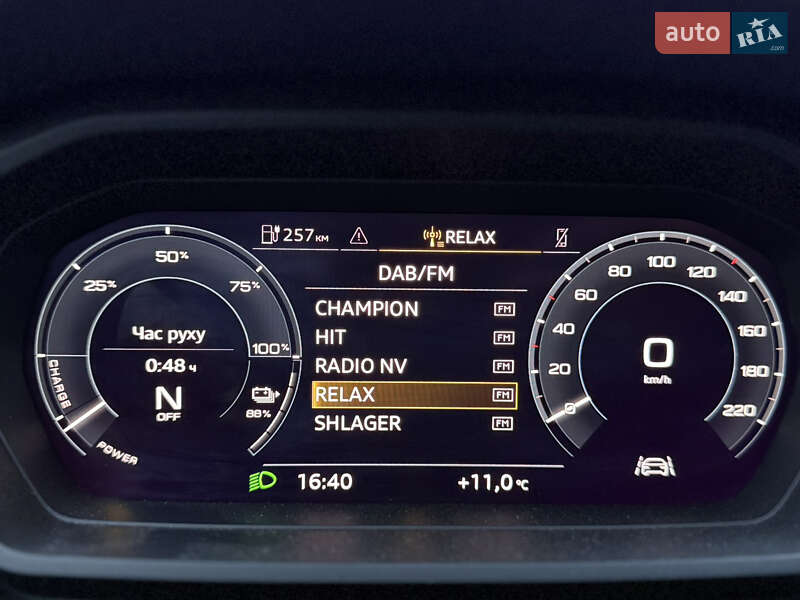 auto RIA
.com
257 км
RELAX
DAB/FM
CHAMPION FM
HIT FM
RADIO NV FM
RELAX FM
SHLAGER FM
25% 50% 75% 100%
Час руху
0:48 ч
N
OFF
88%
CHARGE
POWER
0 20 40 60 80 100 120 140 160 180 220
0
km/h
16:40
+11,0 °C